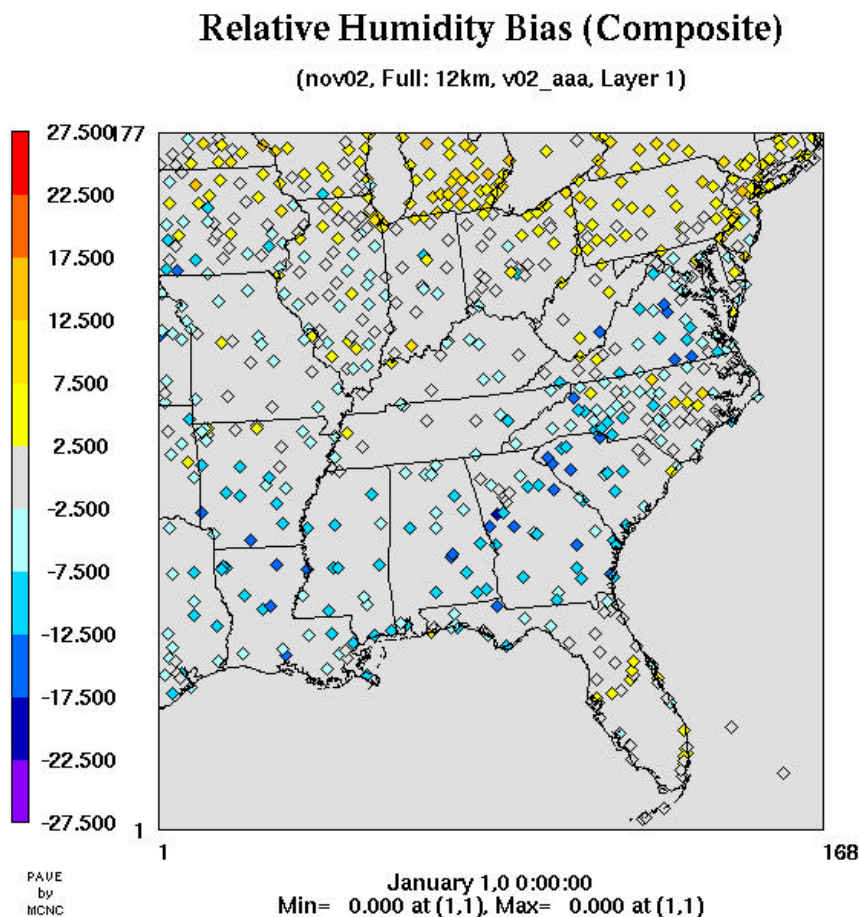 Relative Humidity Bias (Composite)
(nov02, Full: 12km, v02_aaa, Layer 1)
27.500
177
22.500
17.500
12.500
7.500
2.500
-2.500
-7.500
-12.500
-17.500
-22.500
-27.500
1
1
168
PAVE
by
MCNC
January 1,0 0:00:00
Min= 0.000 at (1,1), Max= 0.000 at (1,1)